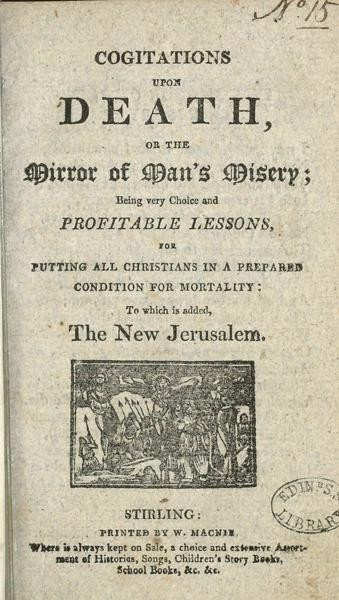 No. 15
COGITATIONS
UPON
DEATH,
OR THE
Mirror of Man's Misery;
Being very Choice and
PROFITABLE LESSONS,
FOR
PUTTING ALL CHRISTIANS IN A PREPARED
CONDITION FOR MORTALITY:
To which is added,
The New Jerusalem.
STIRLING:
PRINTED BY W. MACNIE.
Where is always kept on Sale, a choice and extensive Assort-
ment of Histories, Songs, Children's Story Books,
School Books, &c. &c.
LIBRARY